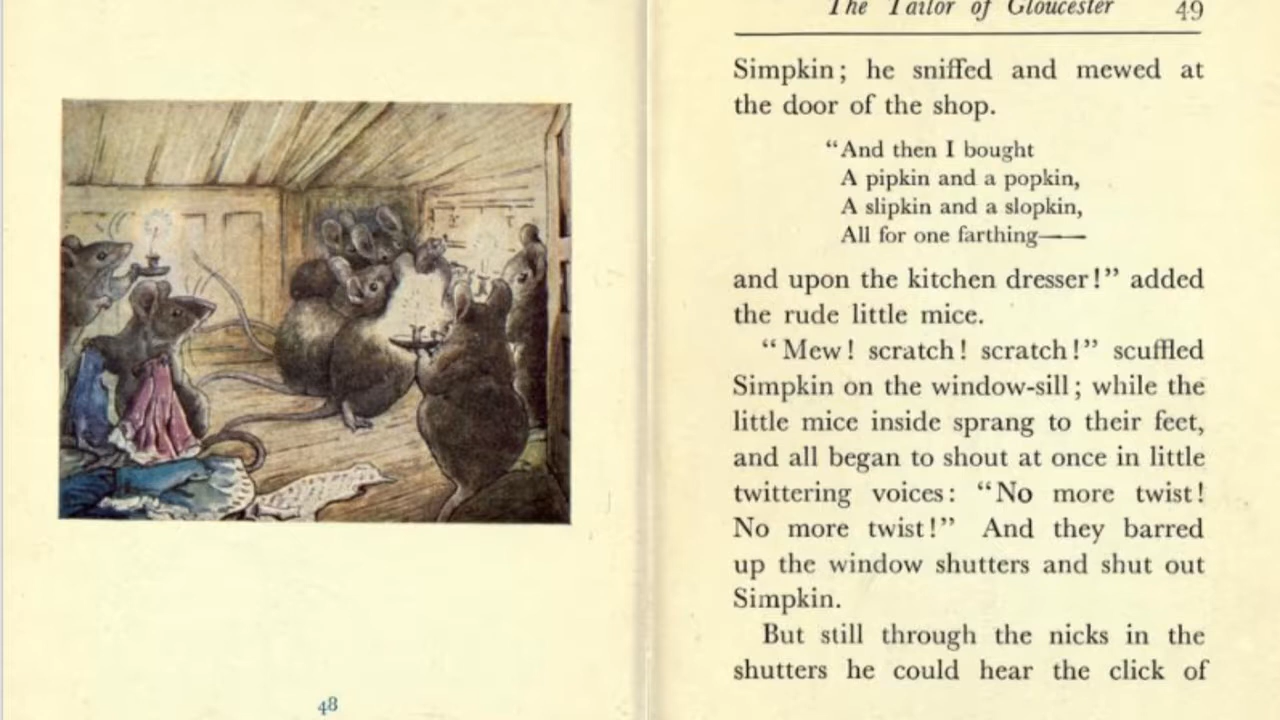 48
The Tailor of Gloucester 49
Simpkin; he sniffed and mewed at
the door of the shop.
“And then I bought
A pipkin and a popkin,
A slipkin and a slopkin,
All for one farthing——
and upon the kitchen dresser!” added
the rude little mice.
“Mew! scratch! scratch!” scuffled
Simpkin on the window-sill; while the
little mice inside sprang to their feet,
and all began to shout at once in little
twittering voices: “No more twist!
No more twist!” And they barred
up the window shutters and shut out
Simpkin.
But still through the nicks in the
shutters he could hear the click of